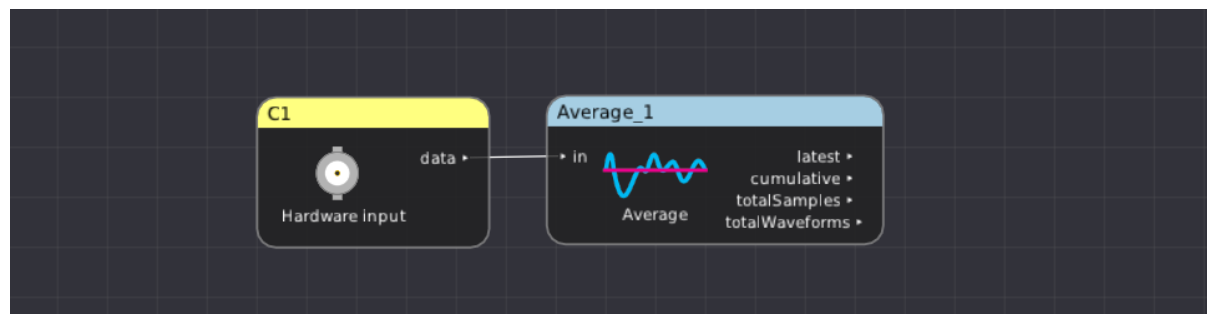 C1
data
Hardware input
Average_1
in
Average
latest
cumulative
totalSamples
totalWaveforms